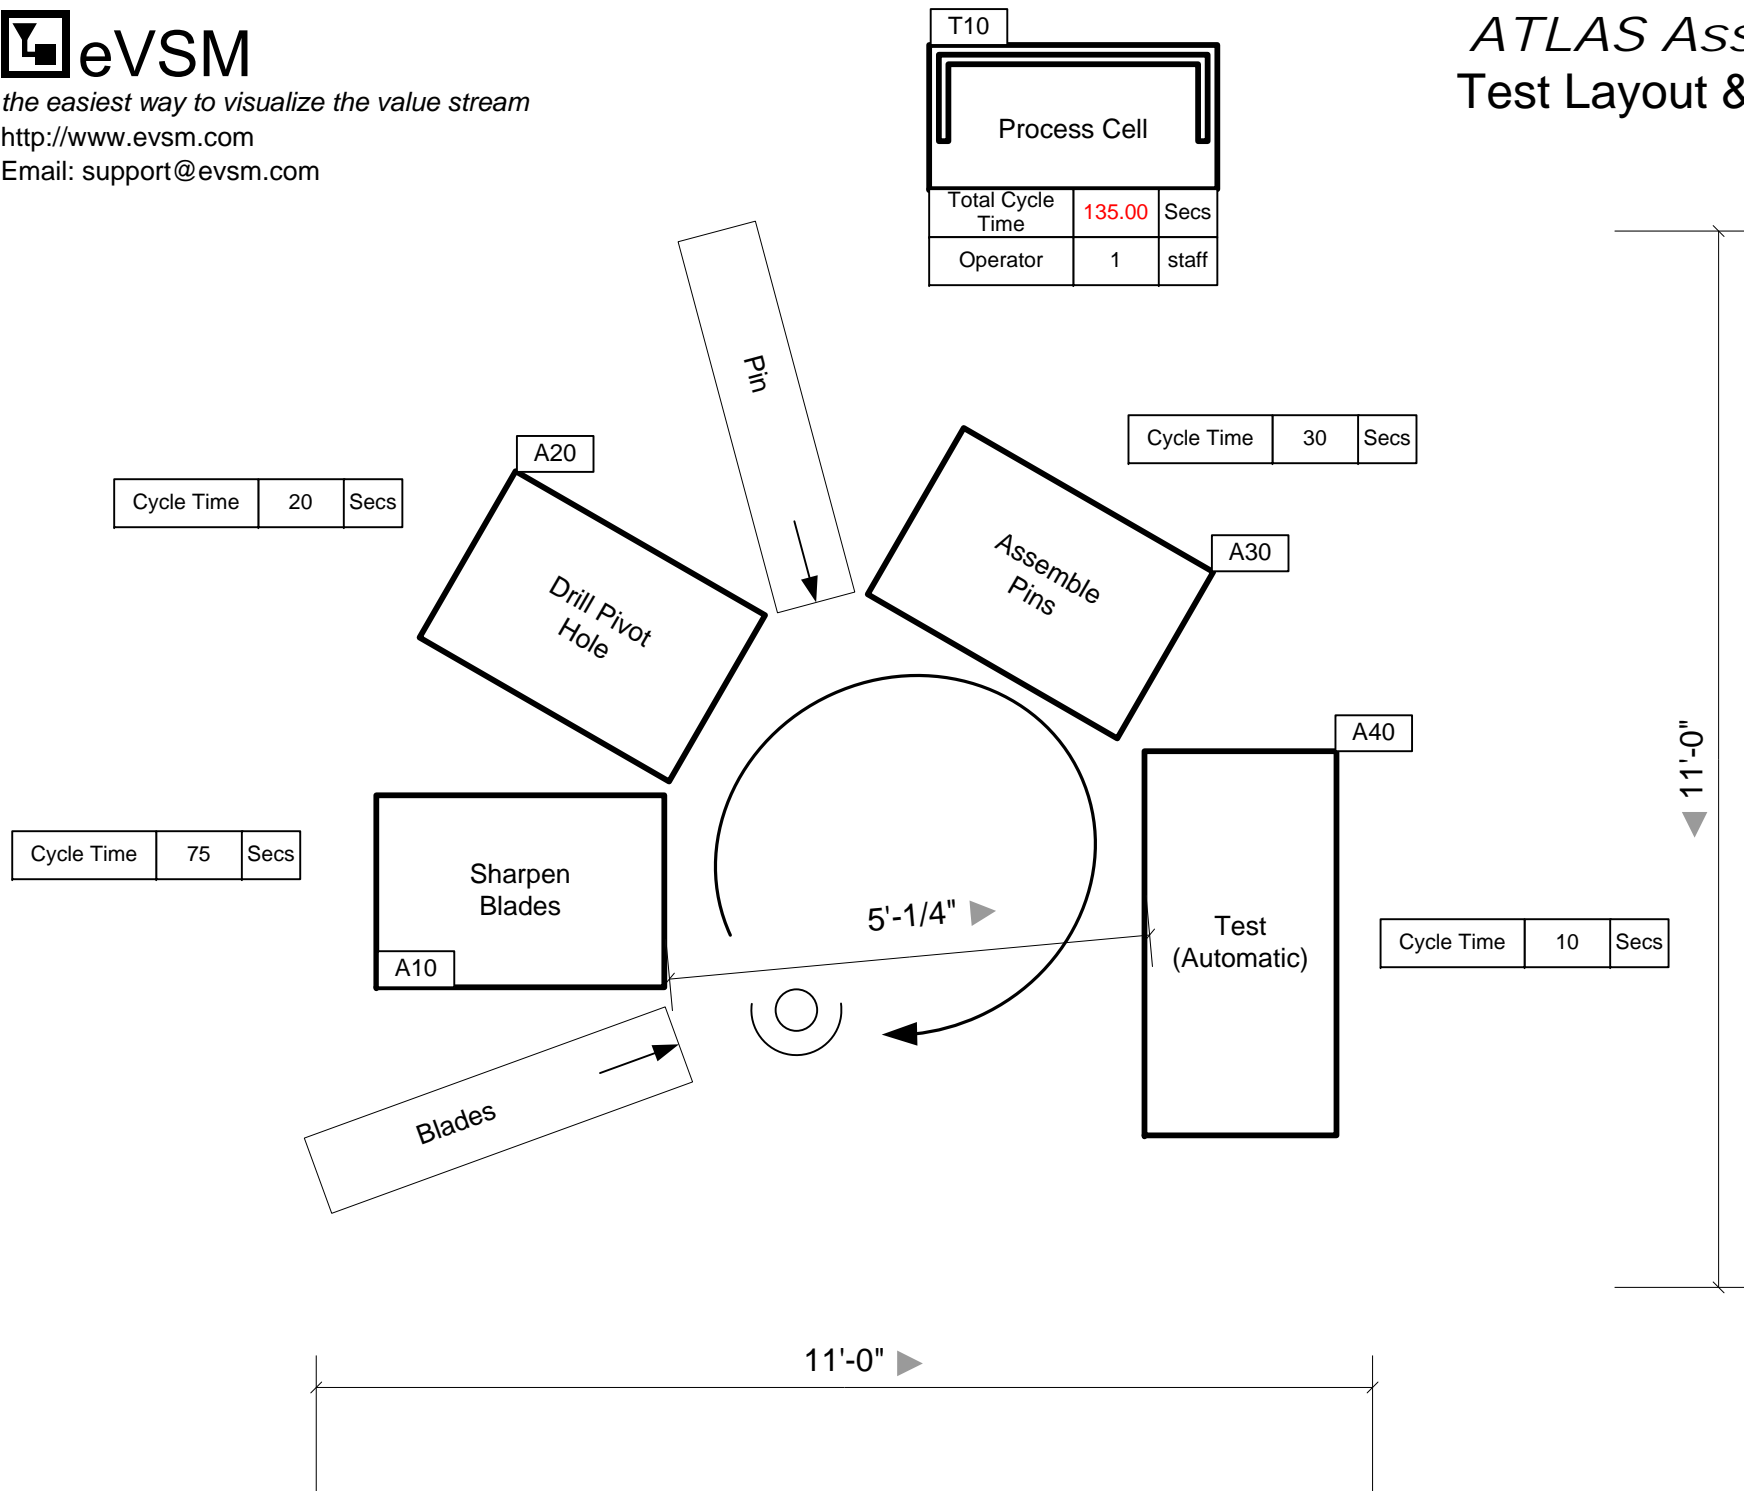 eVSM
the easiest way to visualize the value stream
http://www.evsm.com
Email: support@evsm.com
T10
Process Cell
Total Cycle
Time
135.00
Secs
Operator
1
staff
ATLAS Ass
Test Layout &
Pin
Cycle Time
30
Secs
A20
Cycle Time
20
Secs
Drill Pivot
Hole
Assemble
Pins
A30
A40
11'-0"
Cycle Time
75
Secs
Sharpen
Blades
A10
5'-1/4"
Test
(Automatic)
Cycle Time
10
Secs
Blades
11'-0"